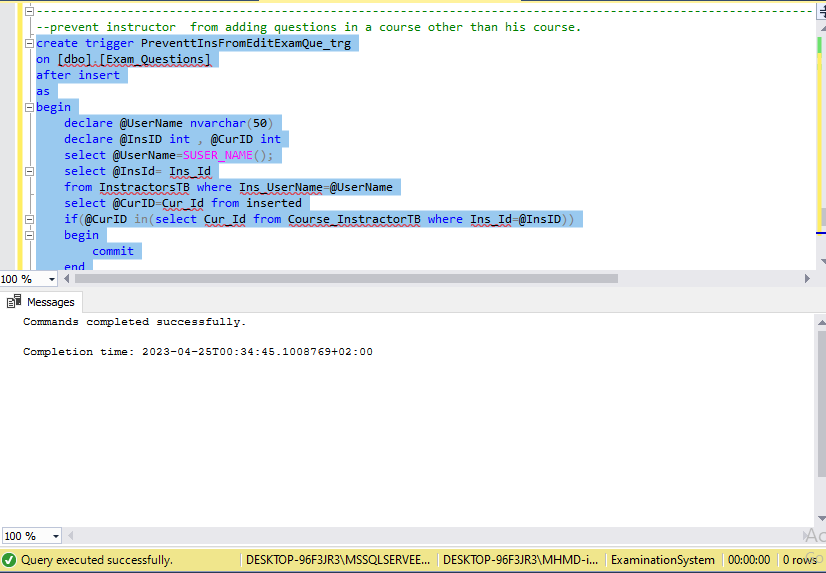 --prevent instructor  from adding questions in a course other than his course.
create trigger PreventtInsFromEditExamQue_trg
on [dbo].[Exam_Questions]
after insert
as
begin
    declare @UserName nvarchar(50)
    declare @InsID int , @CurID int
    select @UserName=SUSER_NAME();
    select @InsId= Ins_Id
    from InstractorsTB where Ins_UserName=@UserName
    select @CurID=Cur_Id from inserted
    if(@CurID in(select Cur_Id from Course_InstractorTB where Ins_Id=@InsID))
    begin
        commit
    end
100 %
Messages
Commands completed successfully.
Completion time: 2023-04-25T00:34:45.1008769+02:00
100 %
Query executed successfully. DESKTOP-96F3JR3\MSSQLSERVEE... DESKTOP-96F3JR3\MHMD-i... ExaminationSystem 00:00:00 0 rows